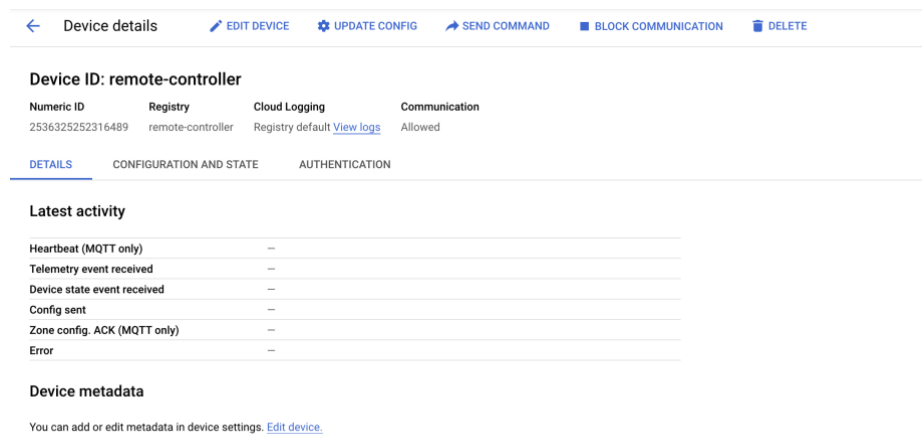 Device details EDIT DEVICE UPDATE CONFIG SEND COMMAND BLOCK COMMUNICATION DELETE
Device ID: remote-controller
Numeric ID Registry Cloud Logging Communication
2536325252316489 remote-controller Registry default View logs Allowed
DETAILS CONFIGURATION AND STATE AUTHENTICATION
Latest activity
Heartbeat (MQTT only) —
Telemetry event received —
Device state event received —
Config sent —
Zone config. ACK (MQTT only) —
Error —
Device metadata
You can add or edit metadata in device settings. Edit device.